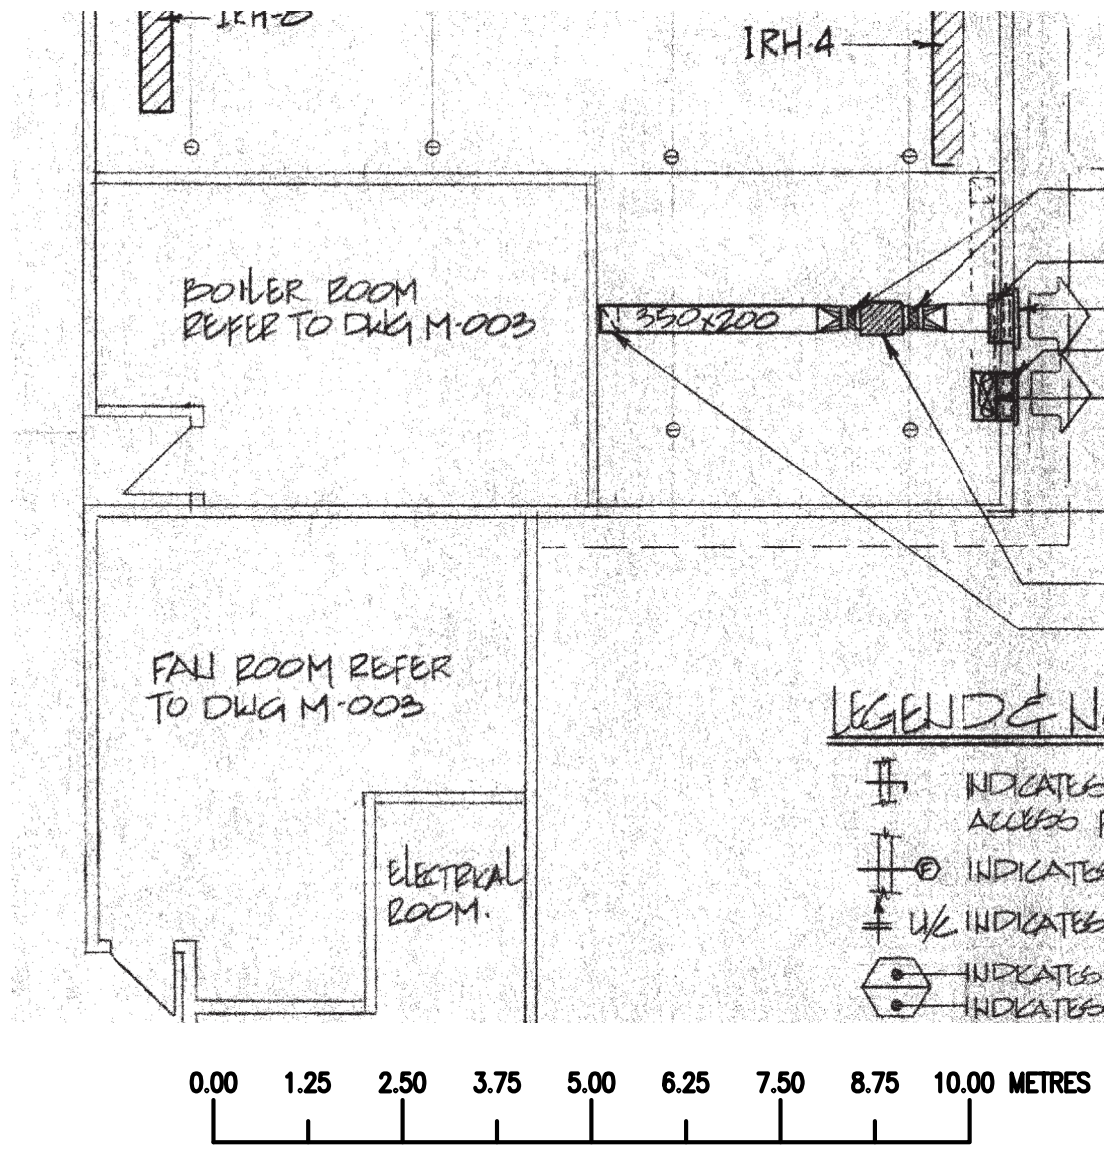 IRH-4
BOILER ROOM
REFER TO DWG M-003
350x200
FAN ROOM REFER
TO DWG M-003
LEGEND & N
INDICATES
ACCESS
F INDICATES
ELECTRICAL
ROOM.
U/C INDICATES
INDICATES
INDICATES
0.00 1.25 2.50 3.75 5.00 6.25 7.50 8.75 10.00 METRES